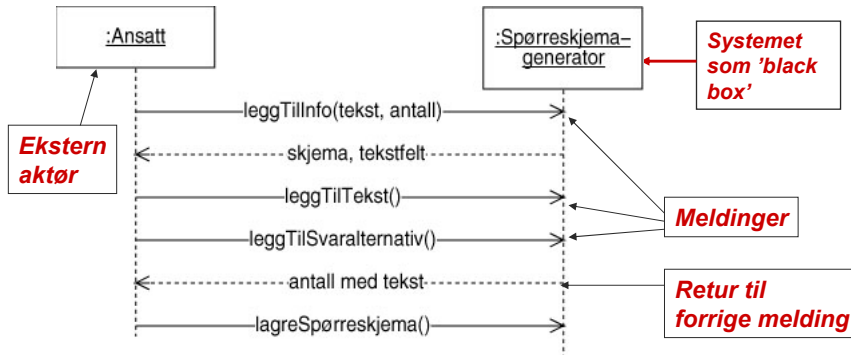 :Ansatt
:Spørreskjema-
generator
Systemet
som ’black
box’
leggTilInfo(tekst, antall)
Ekstern
aktør
skjema, tekstfelt
leggTilTekst()
Meldinger
leggTilSvaralternativ()
antall med tekst
Retur til
forrige melding
lagreSpørreskjema()